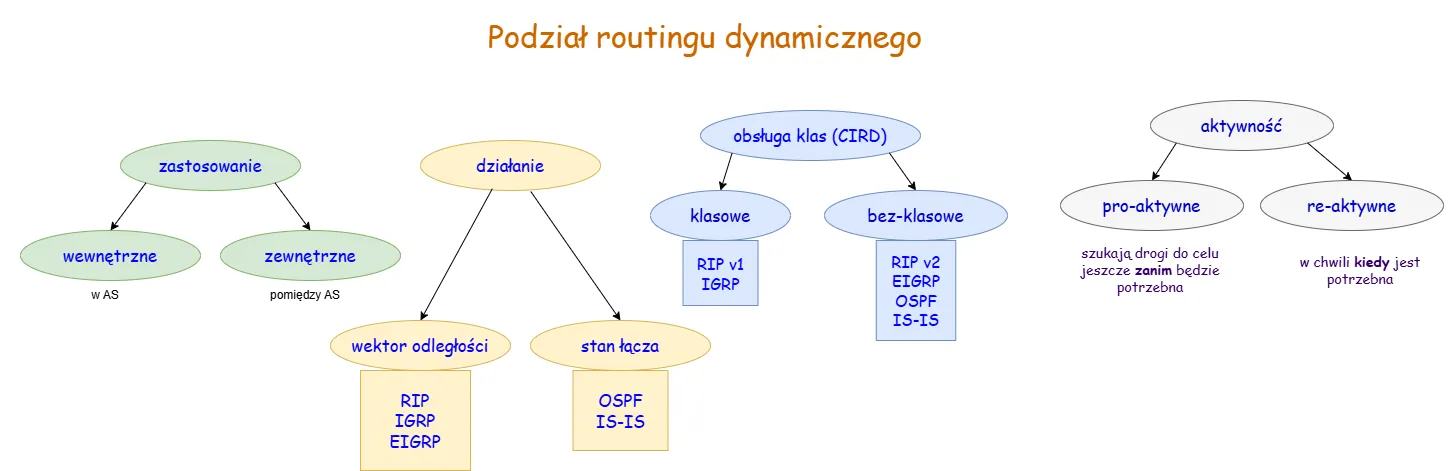 Podział routingu dynamicznego
zastosowanie
wewnętrzne
w AS
zewnętrzne
pomiędzy AS
działanie
wektor odległości
RIP
IGRP
EIGRP
stan łącza
OSPF
IS-IS
obsługa klas (CIRD)
klasowe
RIP v1
IGRP
bez-klasowe
RIP v2
EIGRP
OSPF
IS-IS
aktywność
pro-aktywne
szukają drogi do celu
jeszcze zanim będzie
potrzebna
re-aktywne
w chwili kiedy jest
potrzebna